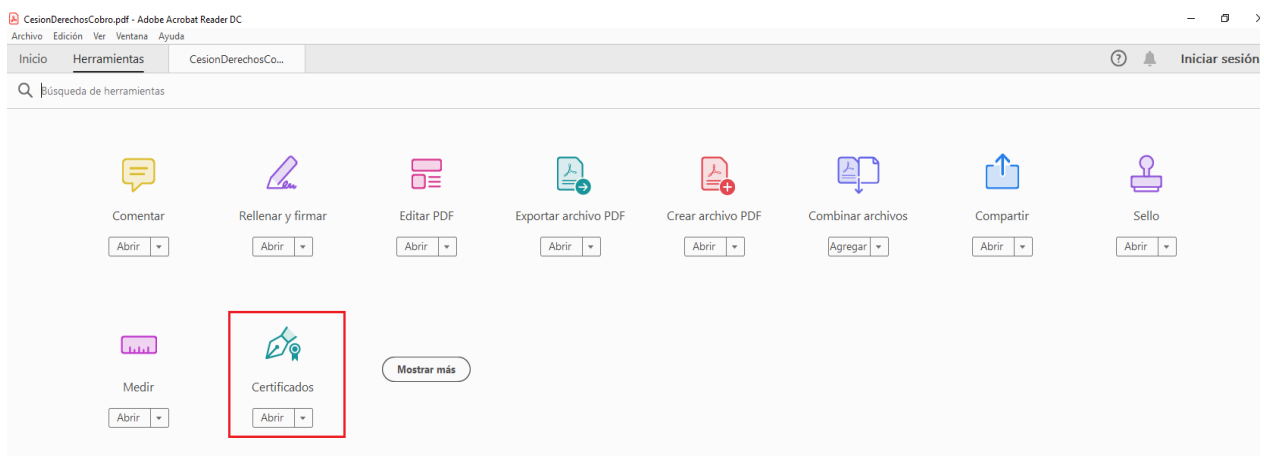 CesionDerechosCobro.pdf - Adobe Acrobat Reader DC
Archivo Edición Ver Ventana Ayuda
Inicio Herramientas CesionDerechosCo... Iniciar sesión
Búsqueda de herramientas
Comentar Rellenar y firmar Editar PDF Exportar archivo PDF Crear archivo PDF Combinar archivos Compartir Sello
Abrir Abrir Abrir Abrir Abrir Agregar Abrir Abrir
Mostrar más
Medir Certificados
Abrir Abrir